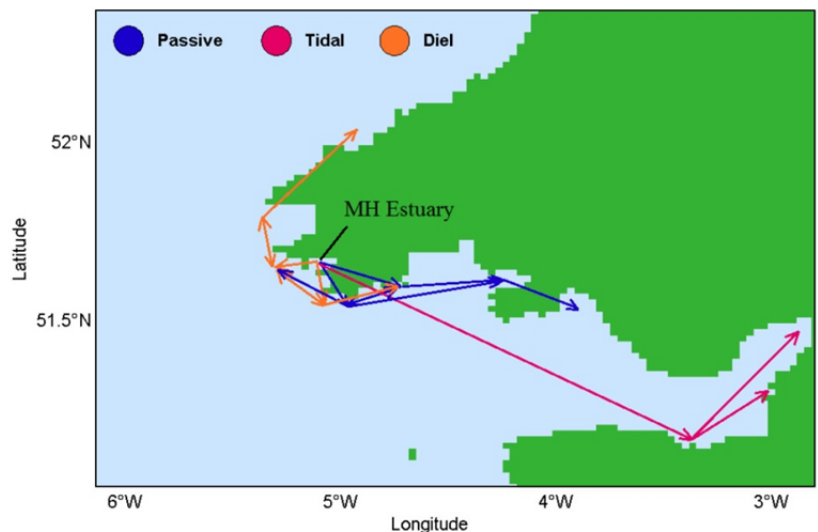 Passive Tidal Diel
52°N
MH Estuary
Latitude
51.5°N
6°W 5°W 4°W 3°W
Longitude